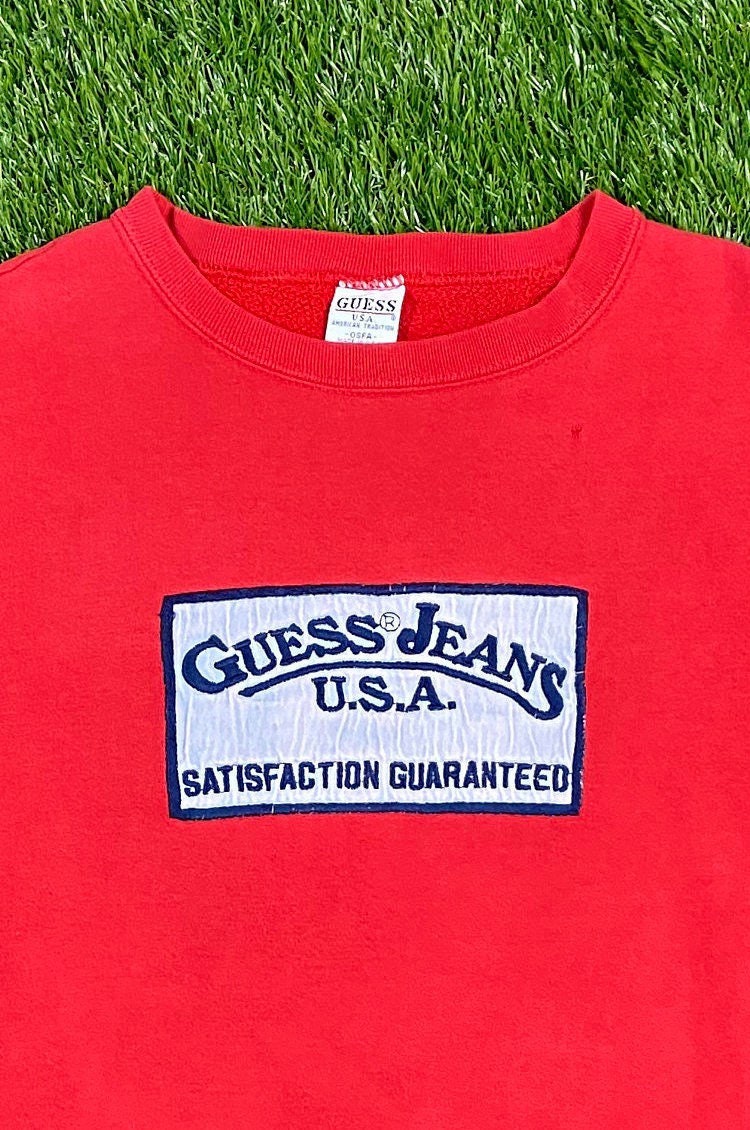 GUESS
USA
AMERICAN TRADITION
-OSFA-
GUESS® JEANS
U.S.A.
SATISFACTION GUARANTEED